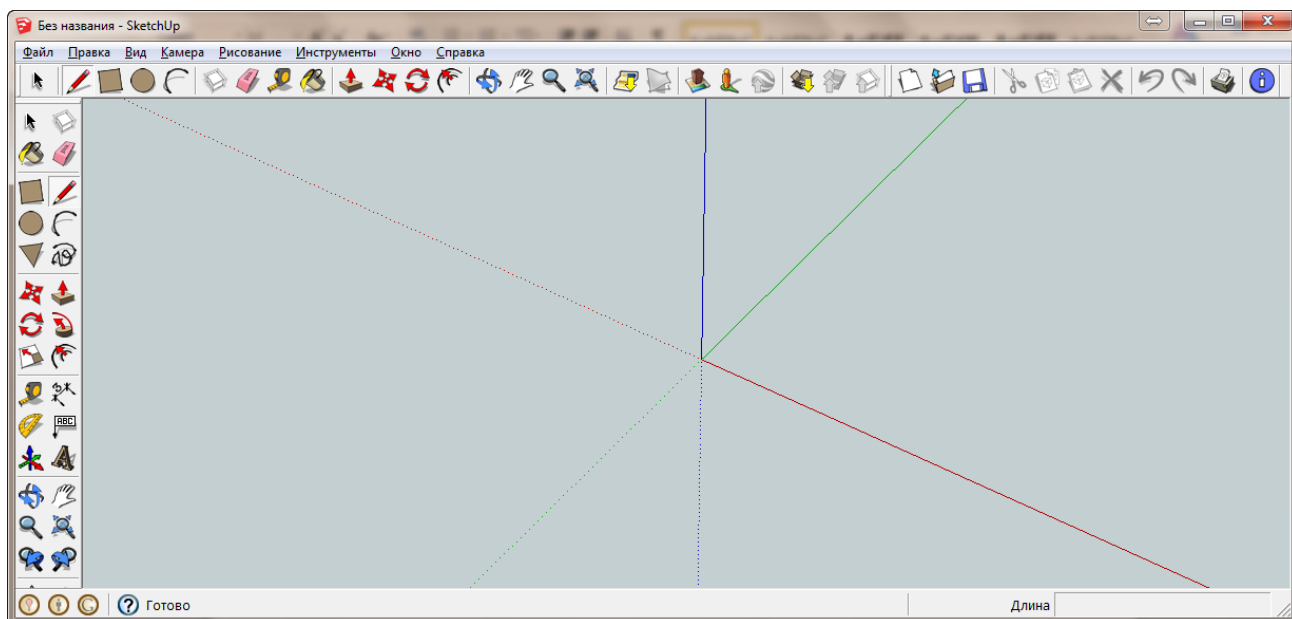 Без названия - SketchUp
Файл Правка Вид Камера Рисование Инструменты Окно Справка
ABC
Готово
Длина